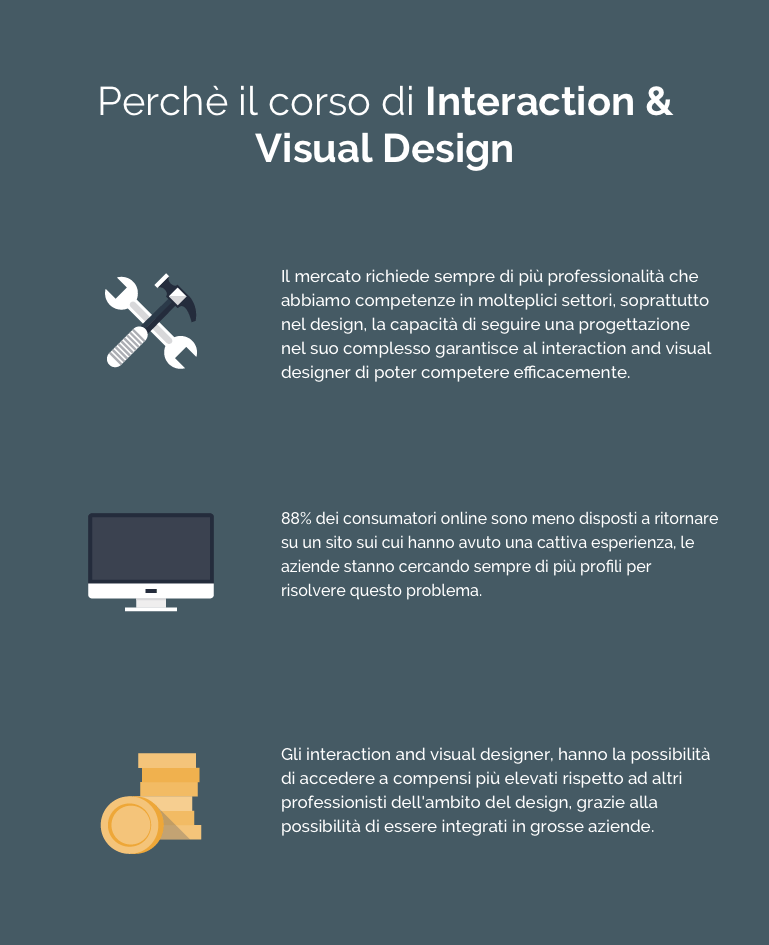 Perchè il corso di Interaction &
Visual Design
Il mercato richiede sempre di più professionalità che
abbiamo competenze in molteplici settori, soprattutto
nel design, la capacità di seguire una progettazione
nel suo complesso garantisce al interaction and visual
designer di poter competere efficacemente.
88% dei consumatori online sono meno disposti a ritornare
su un sito sui cui hanno avuto una cattiva esperienza, le
aziende stanno cercando sempre di più profili per
risolvere questo problema.
Gli interaction and visual designer, hanno la possibilità
di accedere a compensi più elevati rispetto ad altri
professionisti dell'ambito del design, grazie alla
possibilità di essere integrati in grosse aziende.